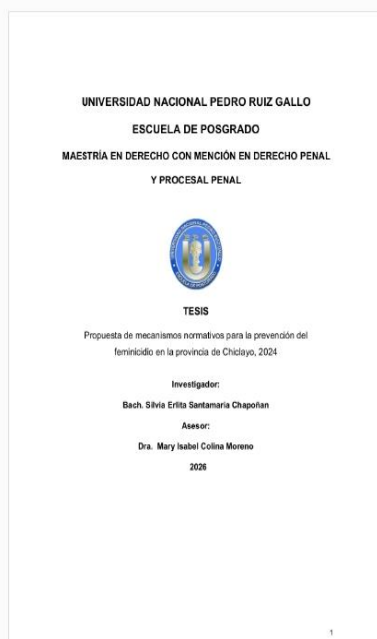 UNIVERSIDAD NACIONAL PEDRO RUIZ GALLO
ESCUELA DE POSGRADO
MAESTRÍA EN DERECHO CON MENCIÓN EN DERECHO PENAL
Y PROCESAL PENAL
TESIS
Propuesta de mecanismos normativos para la prevención del
feminicidio en la provincia de Chiclayo, 2024
Investigador:
Bach. Silvia Erlita Santamaria Chapoñan
Asesor:
Dra. Mary Isabel Colina Moreno
2026
1